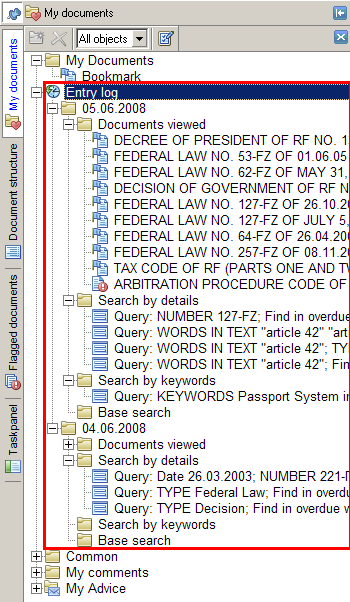 My documents
All objects
My documents
Document structure
Flagged documents
Taskpanel
My Documents
Bookmark
Entry log
05.06.2008
Documents viewed
DECREE OF PRESIDENT OF RF NO. 1
FEDERAL LAW NO. 53-FZ OF 01.06.05
FEDERAL LAW NO. 62-FZ OF MAY 31,
DECISION OF GOVERNMENT OF RF N
FEDERAL LAW NO. 127-FZ OF 26.10.20
FEDERAL LAW NO. 127-FZ OF JULY 5,
FEDERAL LAW NO. 64-FZ OF 26.04.200
FEDERAL LAW NO. 257-FZ OF 08.11.20
TAX CODE OF RF (PARTS ONE AND TW
ARBITRATION PROCEDURE CODE OF
Search by details
Query: NUMBER 127-FZ; Find in overdue
Query: WORDS IN TEXT "article 42" "ar
Query: WORDS IN TEXT "article 42"; TYP
Query: WORDS IN TEXT "article 42"; Fin
Search by keywords
Query: KEYWORDS Passport System in
Base search
04.06.2008
Documents viewed
Search by details
Query: Date 26.03.2003; NUMBER 221-П
Query: TYPE Federal Law; Find in overdu
Query: TYPE Decision; Find in overdue w
Search by keywords
Base search
Common
My comments
My Advice